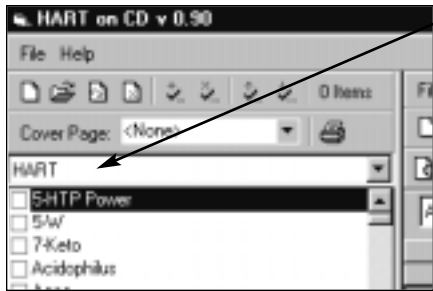 HART on CD v 0.90
File Help
0 Items
Cover Page: <None>
HART
5-HTP Power
5-W
7-Keto
Acidophilus